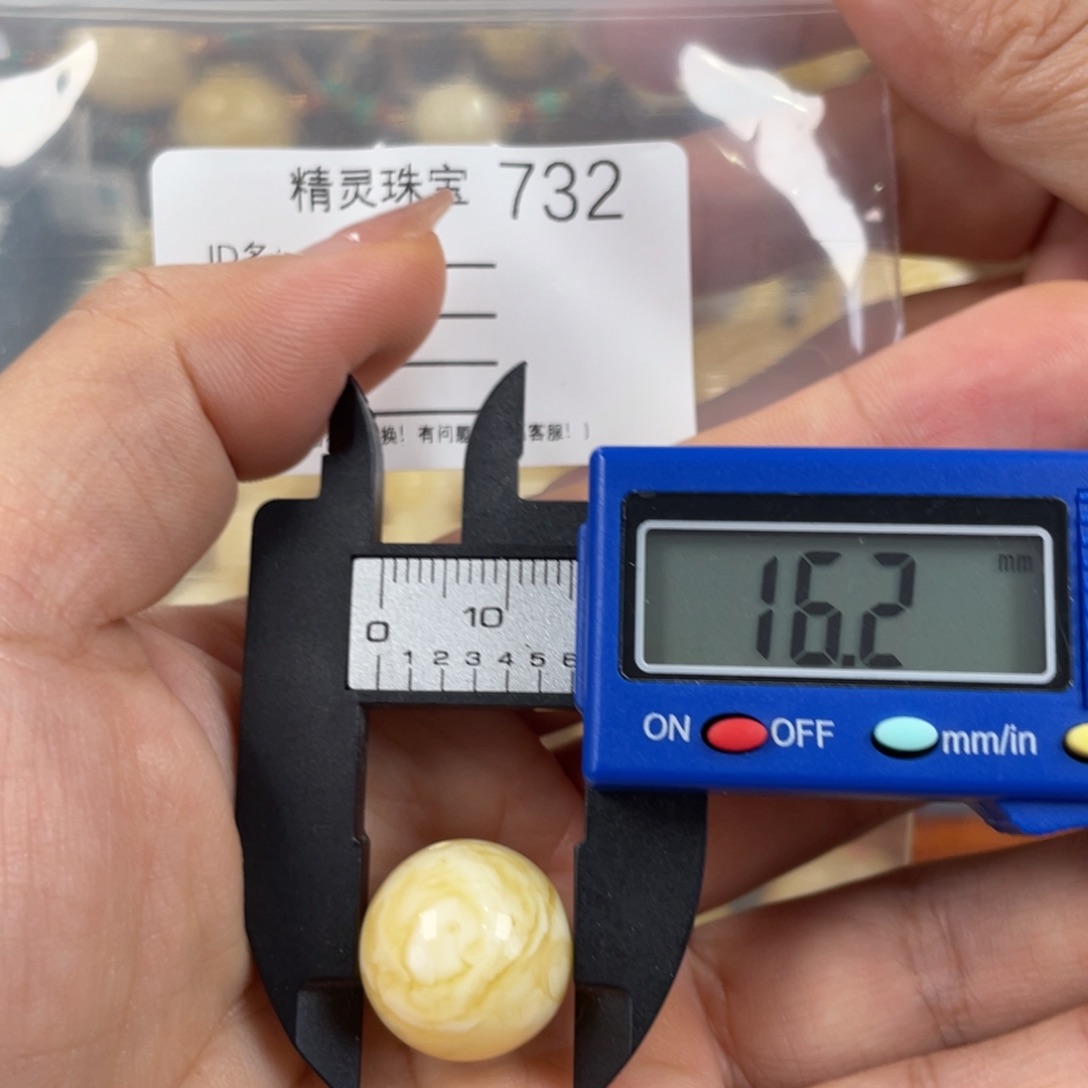 精灵珠宝 732
换! 有问
客服! )
16.2 mm
0 10
1 2 3 4 5 6
ON OFF mm/in